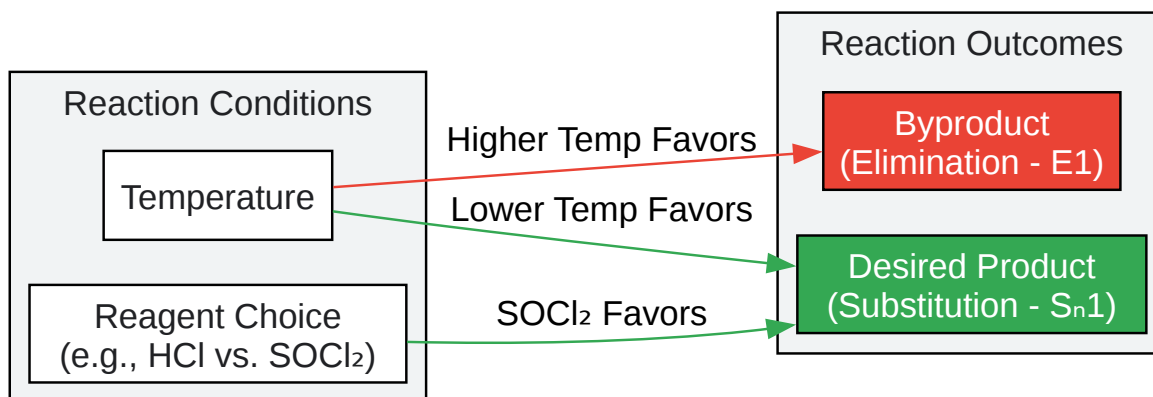 Reaction Conditions
Temperature
Reagent Choice
(e.g., HCl vs. SOCl₂)
Higher Temp Favors
Lower Temp Favors
SOCl₂ Favors
Reaction Outcomes
Byproduct
(Elimination - E1)
Desired Product
(Substitution - Sₙ1)